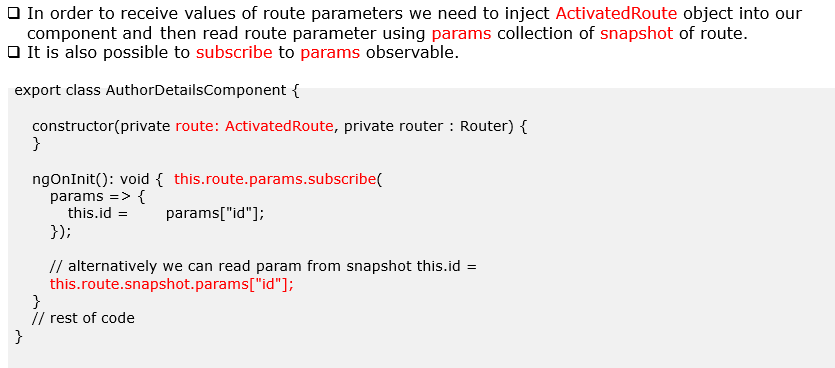 ❑ In order to receive values of route parameters we need to inject ActivatedRoute object into our
component and then read route parameter using params collection of snapshot of route.
❑ It is also possible to subscribe to params observable.
export class AuthorDetailsComponent {
constructor(private route: ActivatedRoute, private router : Router) {
}
ngOnInit(): void { this.route.params.subscribe(
params => {
this.id = params["id"];
});
// alternatively we can read param from snapshot this.id =
this.route.snapshot.params["id"];
}
// rest of code
}